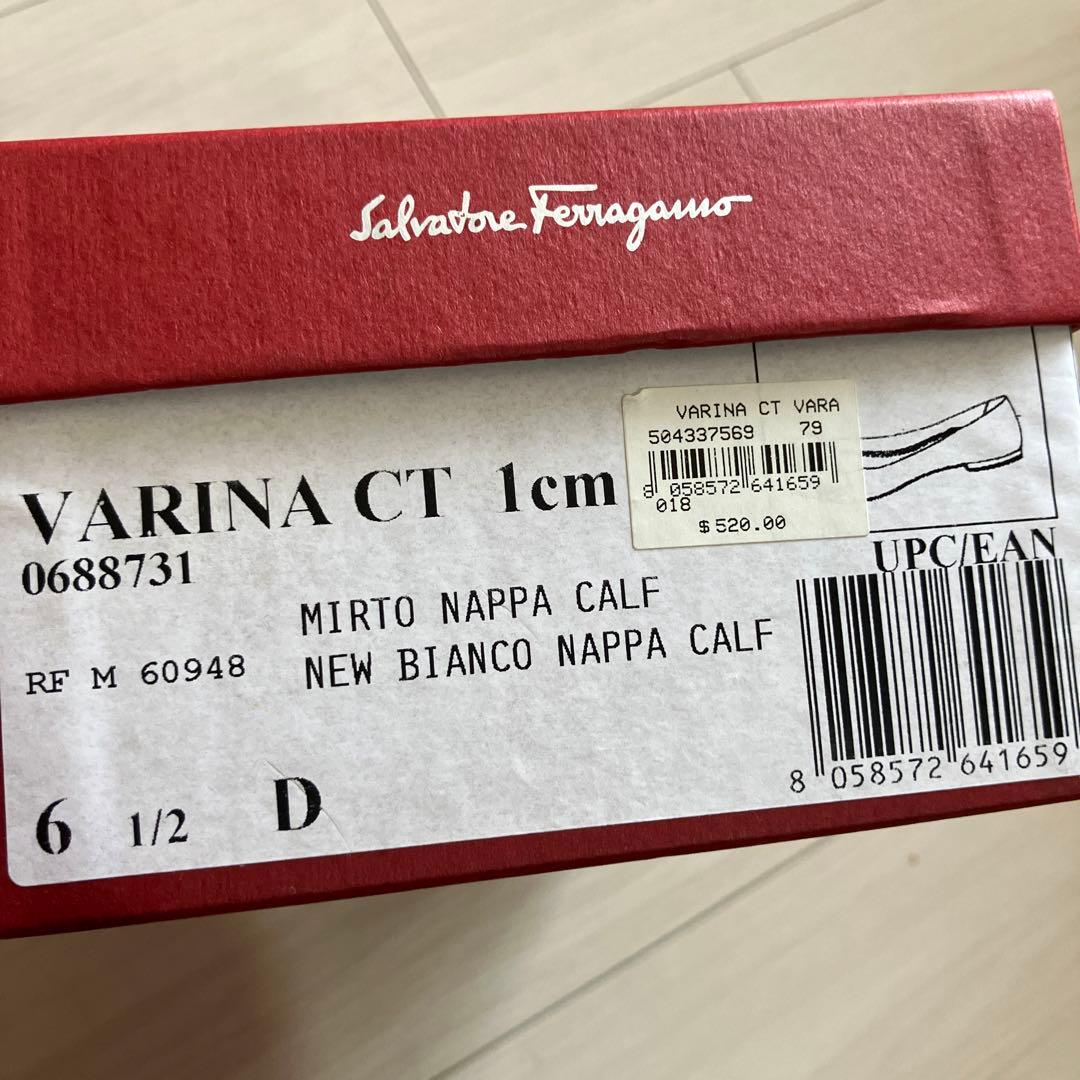 Salvatore Ferragamo
VARINA CT VARA
504337569 79
8 058572 641659
018
$520.00
VARINA CT 1cm
0688731
UPC/EAN
MIRTO NAPPA CALF
RF M 60948 NEW BIANCO NAPPA CALF
8 058572 641659
6 1/2 D